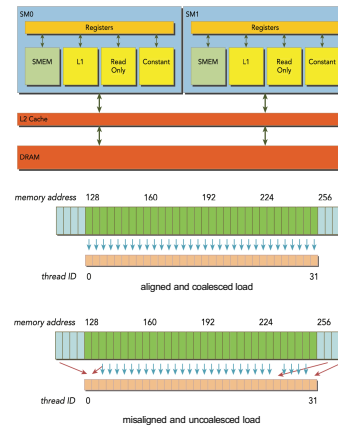 SM0 SM1
Registers Registers
SMEM L1 Read Only Constant SMEM L1 Read Only Constant
L2 Cache
DRAM
memory address 128 160 192 224 256
thread ID 0 31
aligned and coalesced load
memory address 128 160 192 224 256
thread ID 0 31
misaligned and uncoalesced load